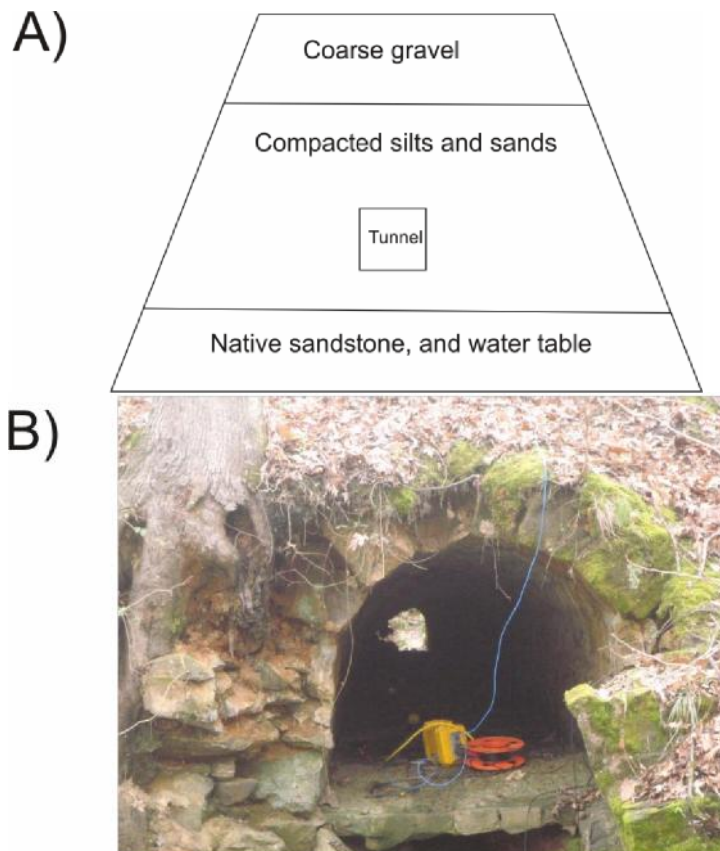 A)
Coarse gravel
Compacted silts and sands
Tunnel
Native sandstone, and water table
B)